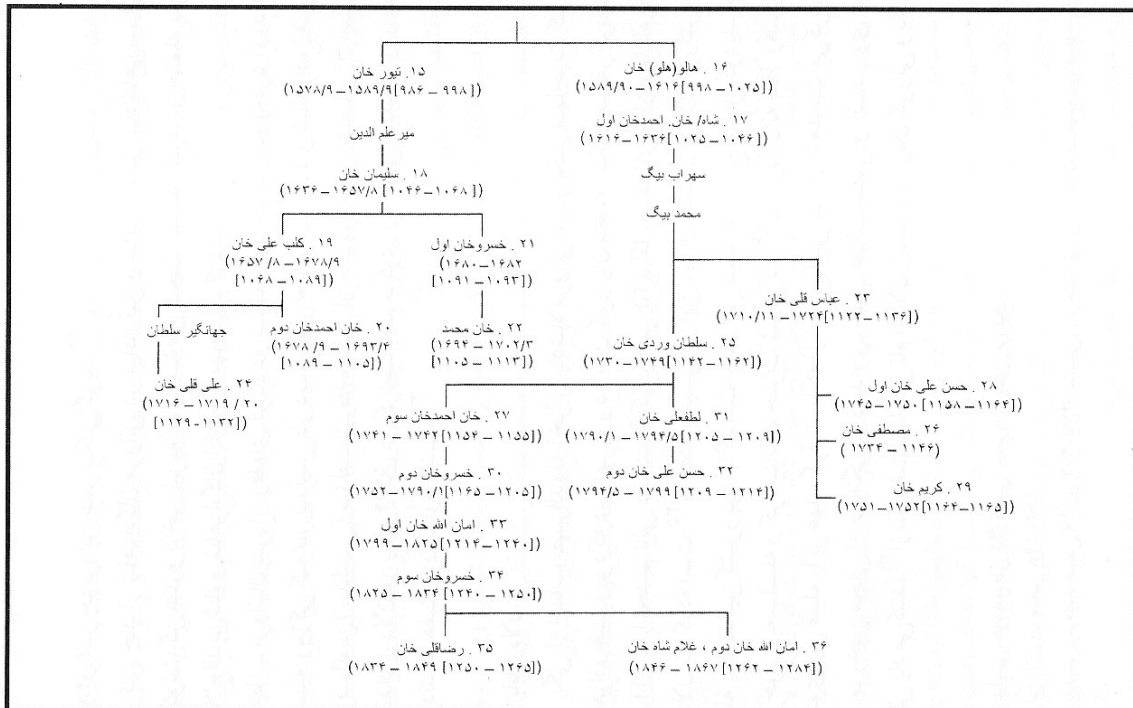 ۱۵. تیور خان
(۱۵۷۸/۹–۱۵۸۹/۹[۹۸۶ – ۹۹۸])
میر علم الدین
۱۸ . سلیمان خان
(۱۶۳۶ – ۱۶۵۷/۸ [۱۰۴۶ – ۱۰۶۸])
۱۹ . کلب علی خان
(۱۶۵۷ /۸ – ۱۶۷۸/۹
[۱۰۶۸ – ۱۰۸۹])
۲۱ . خسروخان اول
(۱۶۸۰–۱۶۸۲
[۱۰۹۱ – ۱۰۹۳])
جهانگیر سلطان
۲۰ . خان احمدخان دوم
(۱۶۷۸ /۹ – ۱۶۹۳/۴
[۱۰۸۹ – ۱۱۰۵])
۲۲ . خان محمد
(۱۶۹۴ – ۱۷۰۲/۳
[۱۱۰۵ – ۱۱۱۳])
۲۴ . علی قلی خان
(۱۷۱۶ – ۱۷۱۹ / ۲۰
[۱۱۲۹-۱۱۳۲])
۱۶ . هالو(هلو) خان
(۱۵۸۹/۹۰–۱۶۱۶[۹۹۸ – ۱۰۲۵])
۱۷ . شاه/ خان. احمدخان اول
(۱۶۱۶–۱۶۳۶[۱۰۲۵ – ۱۰۴۶])
سهراب بیگ
محمد بیگ
۲۳ . عباس قلی خان
(۱۷۱۰/۱۱ – ۱۷۲۴[۱۱۲۲–۱۱۳۶])
۲۵ . سلطان وردی خان
(۱۷۳۰–۱۷۴۹[۱۱۴۲ – ۱۱۶۲])
۲۸ . حسن علی خان اول
(۱۷۴۵–۱۷۵۰ [۱۱۵۸ – ۱۱۶۴])
۲۶ . مصطفی خان
(۱۷۳۴ – ۱۱۴۶)
۲۹ . کریم خان
(۱۷۵۱–۱۷۵۲[۱۱۶۴–۱۱۶۵])
۲۷ . خان احمدخان سوم
(۱۷۴۱ – ۱۷۴۲[۱۱۵۴ – ۱۱۵۵])
۳۱ . لطفعلی خان
(۱۷۹۰/۱ – ۱۷۹۴/۵[۱۲۰۵ – ۱۲۰۹])
۳۰ . خسروخان دوم
(۱۷۵۲–۱۷۹۰/۱[۱۱۶۵ – ۱۲۰۵])
۳۲ . حسن علی خان دوم
(۱۷۹۴/۵ – ۱۷۹۹[۱۲۰۹ – ۱۲۱۴])
۳۳ . امان الله خان اول
(۱۷۹۹–۱۸۲۵[۱۲۱۴–۱۲۴۰])
۳۴ . خسروخان سوم
(۱۸۲۵ – ۱۸۳۴ [۱۲۴۰ – ۱۲۵۰])
۳۵ . رضاقلی خان
(۱۸۳۴ – ۱۸۴۹ [۱۲۵۰ – ۱۲۶۵])
۳۶ . امان الله خان دوم ، غلام شاه خان
(۱۸۴۶ – ۱۸۶۷ [۱۲۶۲ – ۱۲۸۴])